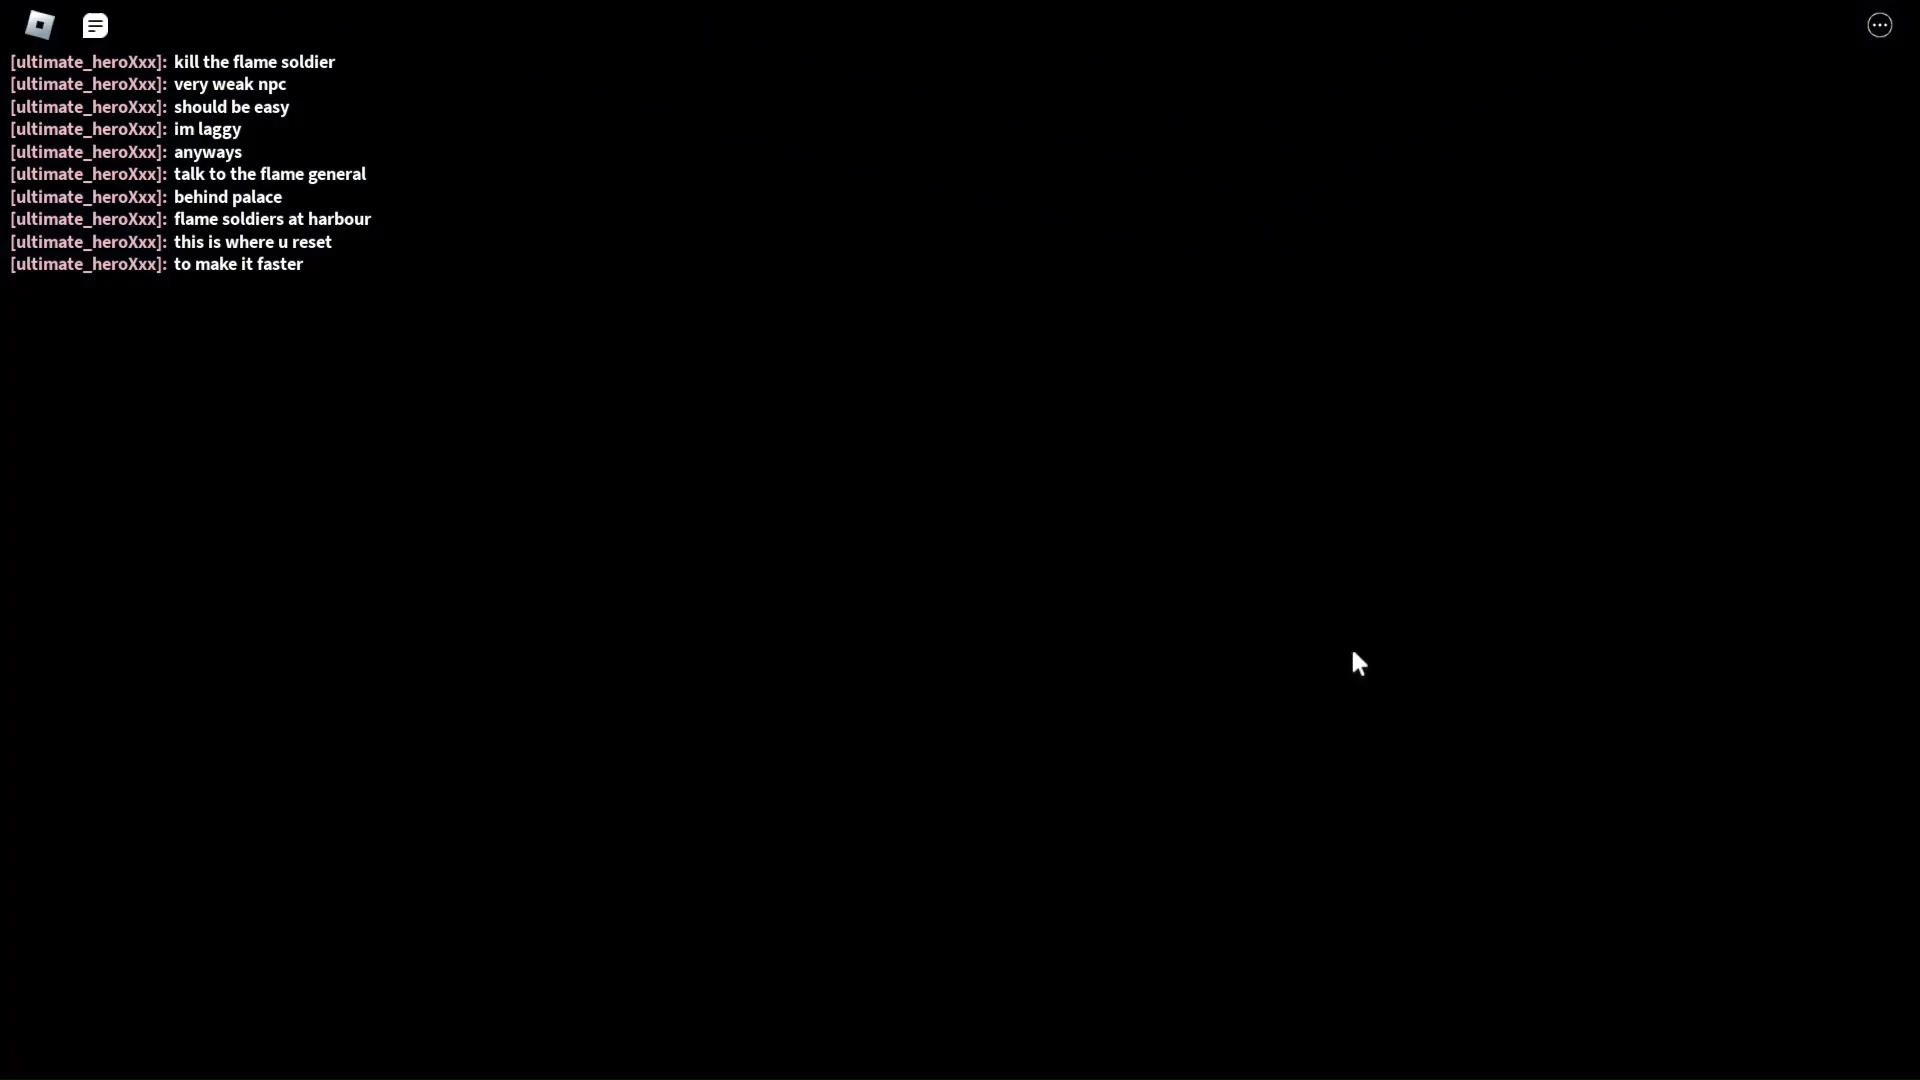 [ultimate_heroXxx]: kill the flame soldier
[ultimate_heroXxx]: very weak npc
[ultimate_heroXxx]: should be easy
[ultimate_heroXxx]: im laggy
[ultimate_heroXxx]: anyways
[ultimate_heroXxx]: talk to the flame general
[ultimate_heroXxx]: behind palace
[ultimate_heroXxx]: flame soldiers at harbour
[ultimate_heroXxx]: this is where u reset
[ultimate_heroXxx]: to make it faster